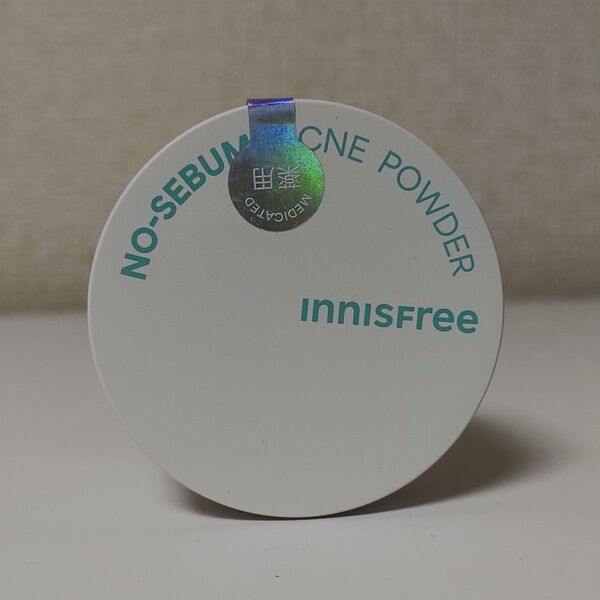 NO-SEBUM CNE POWDER
薬用
MEDICATED
innisfree